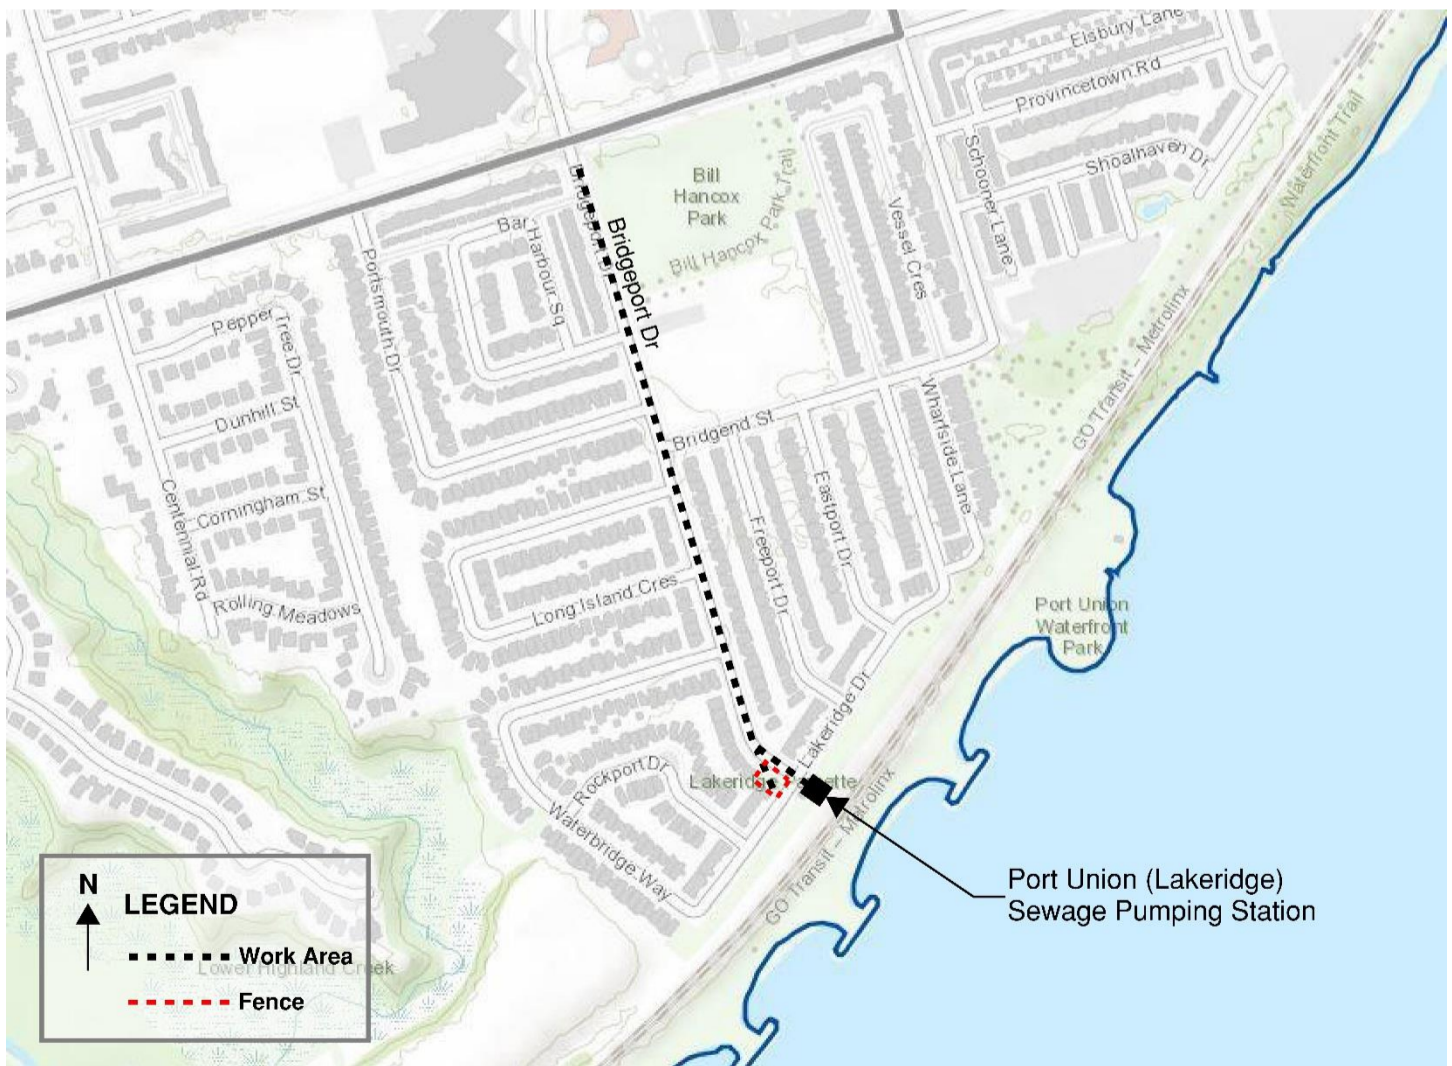 Elsbury Lane
Provincetown Rd
Waterfront Trail
Shoalhaven Dr
Schooner Lane
Bill
Hancox
Park
Bill Hancox Park Trail
Vessel Cres
Bridgeport Dr
Bridgeport Dr
Bar
Harbour Sq
Portsmouth Dr
Pepper
Tree Dr
Dunhill St
Corningham St
Centennial Rd
Rolling Meadows
GO Transit – Metrolinx
Wharfside Lane
Bridgend St
Eastport Dr
Freeport Dr
Long Island Cres
Port Union
Waterfront
Park
Lakeridge Dr
Rockport Dr
Waterbridge Way
GO Transit – Metrolinx
Port Union (Lakeridge)
Sewage Pumping Station
N
LEGEND
Work Area
Lower Highland Creek
Fence